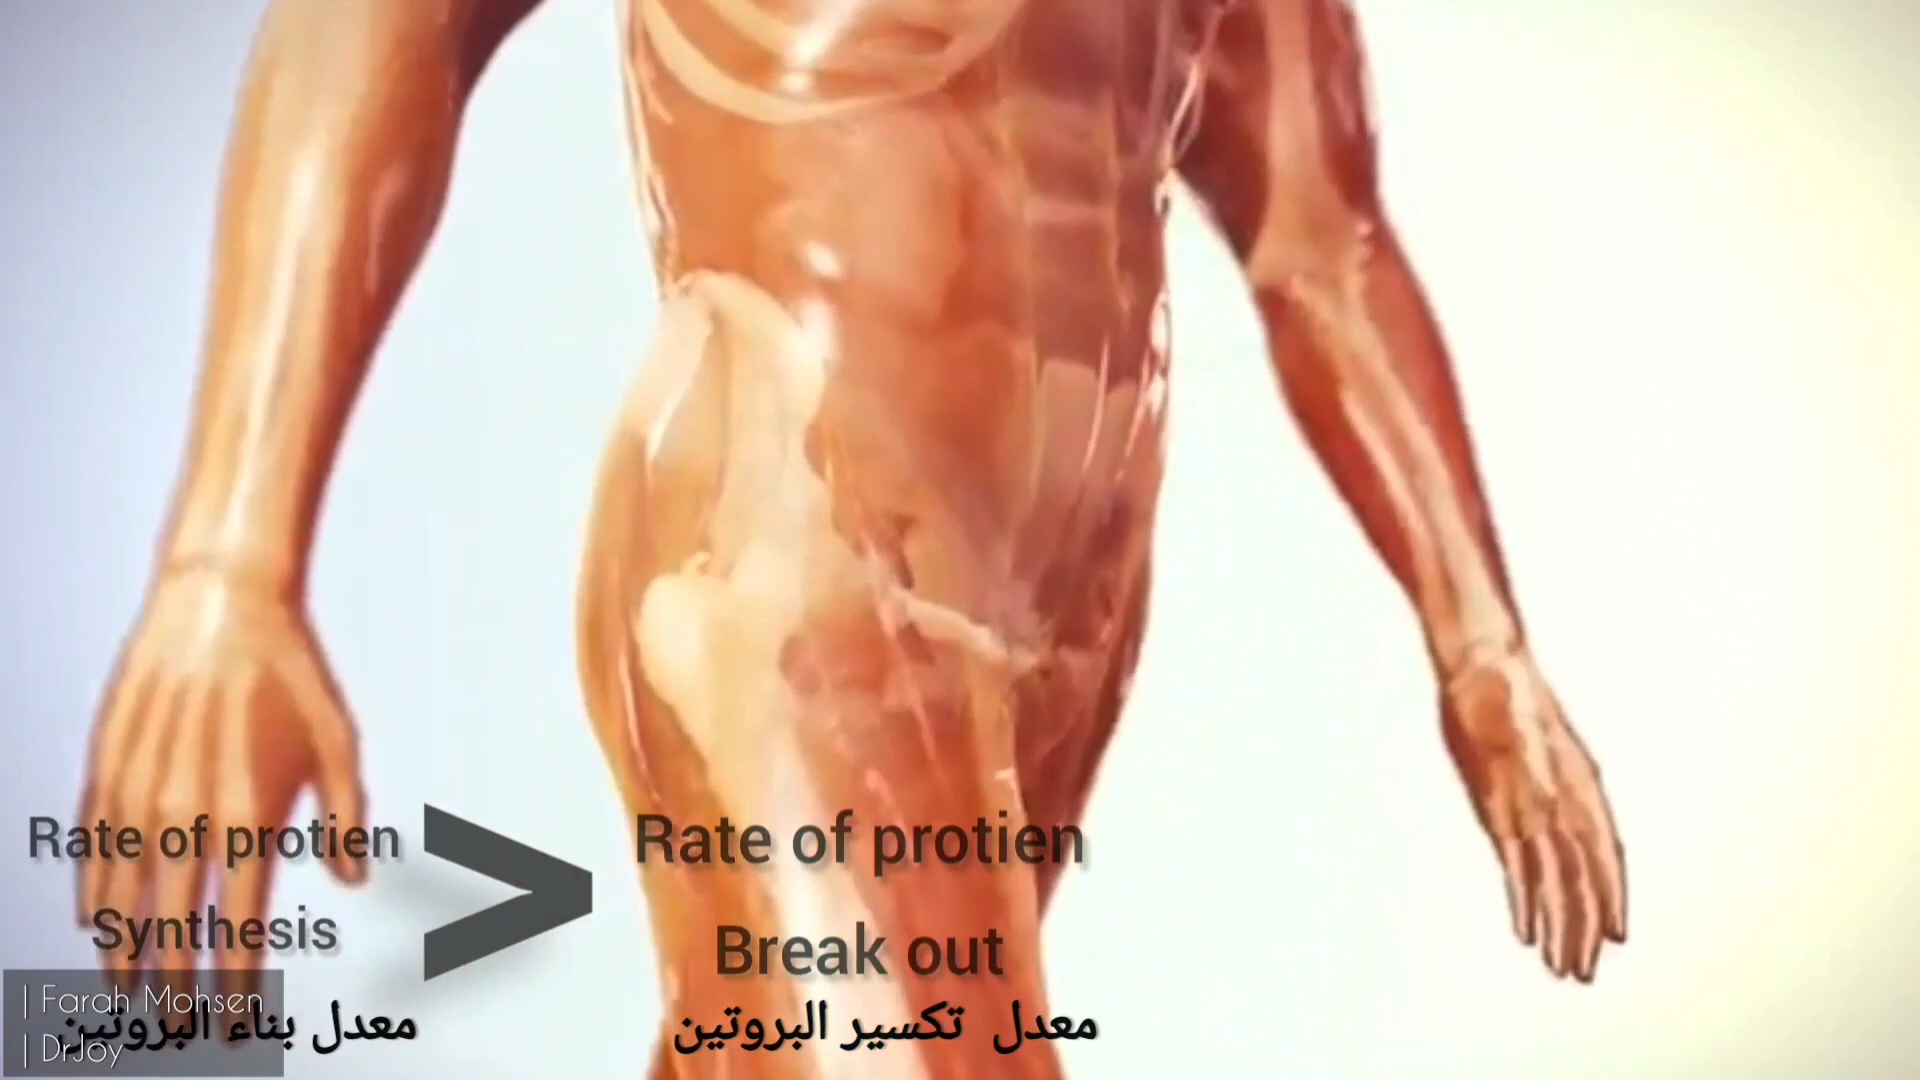 Rate of protien
Synthesis
معدل بناء البروتين
>
Rate of protien
Break out
معدل تكسير البروتين
| Farah Mohsen
| DrJoy